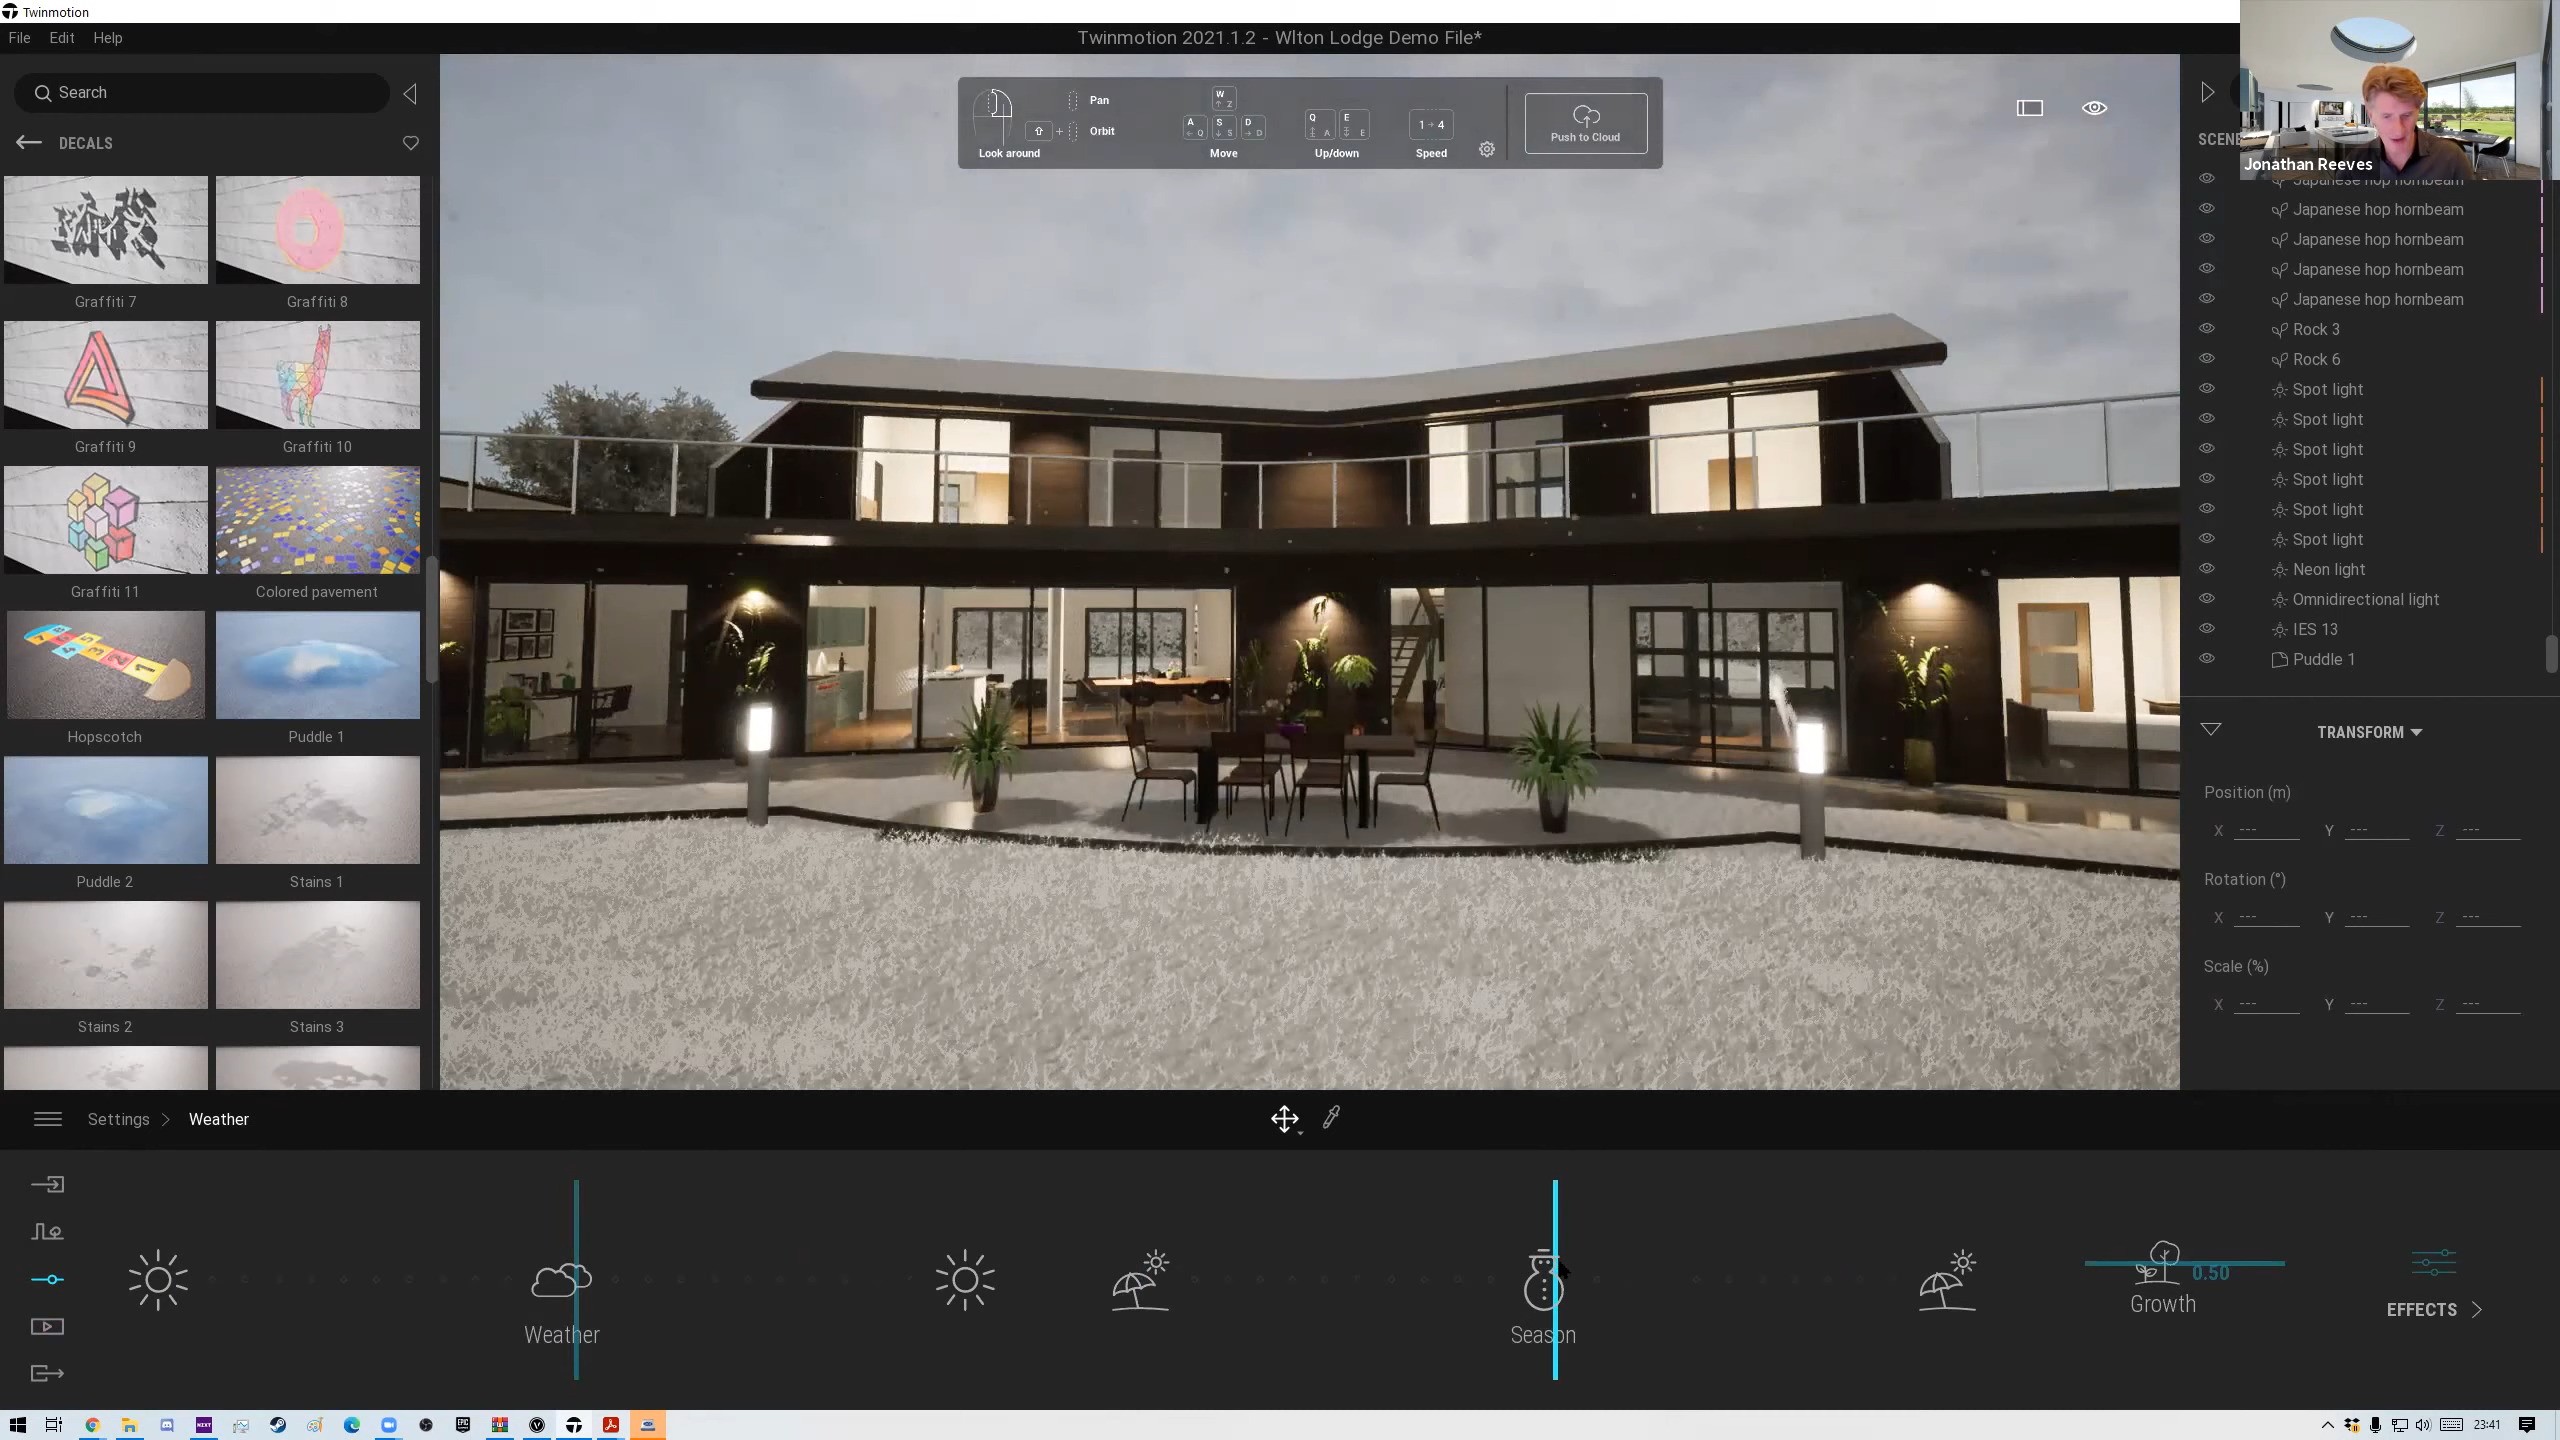 Twinmotion
File Edit Help
Twinmotion 2021.1.2 - Wlton Lodge Demo File*
Search
DECALS
Graffiti 7
Graffiti 8
Graffiti 9
Graffiti 10
Graffiti 11
Colored pavement
Hopscotch
Puddle 1
Puddle 2
Stains 1
Stains 2
Stains 3
Look around
Pan
Orbit
W
Z
A
Q
S
S
D
D
Move
Q
A
E
E
Up/down
1 4
Speed
Push to Cloud
Jonathan Reeves
SCENE
Japanese hop hornbeam
Japanese hop hornbeam
Japanese hop hornbeam
Japanese hop hornbeam
Japanese hop hornbeam
Rock 3
Rock 6
Spot light
Spot light
Spot light
Spot light
Spot light
Spot light
Neon light
Omnidirectional light
IES 13
Puddle 1
TRANSFORM
Position (m)
X --- Y --- Z ---
Rotation (°)
X --- Y --- Z ---
Scale (%)
X --- Y --- Z ---
Settings > Weather
Weather
Season
0.50
Growth
EFFECTS
23:41